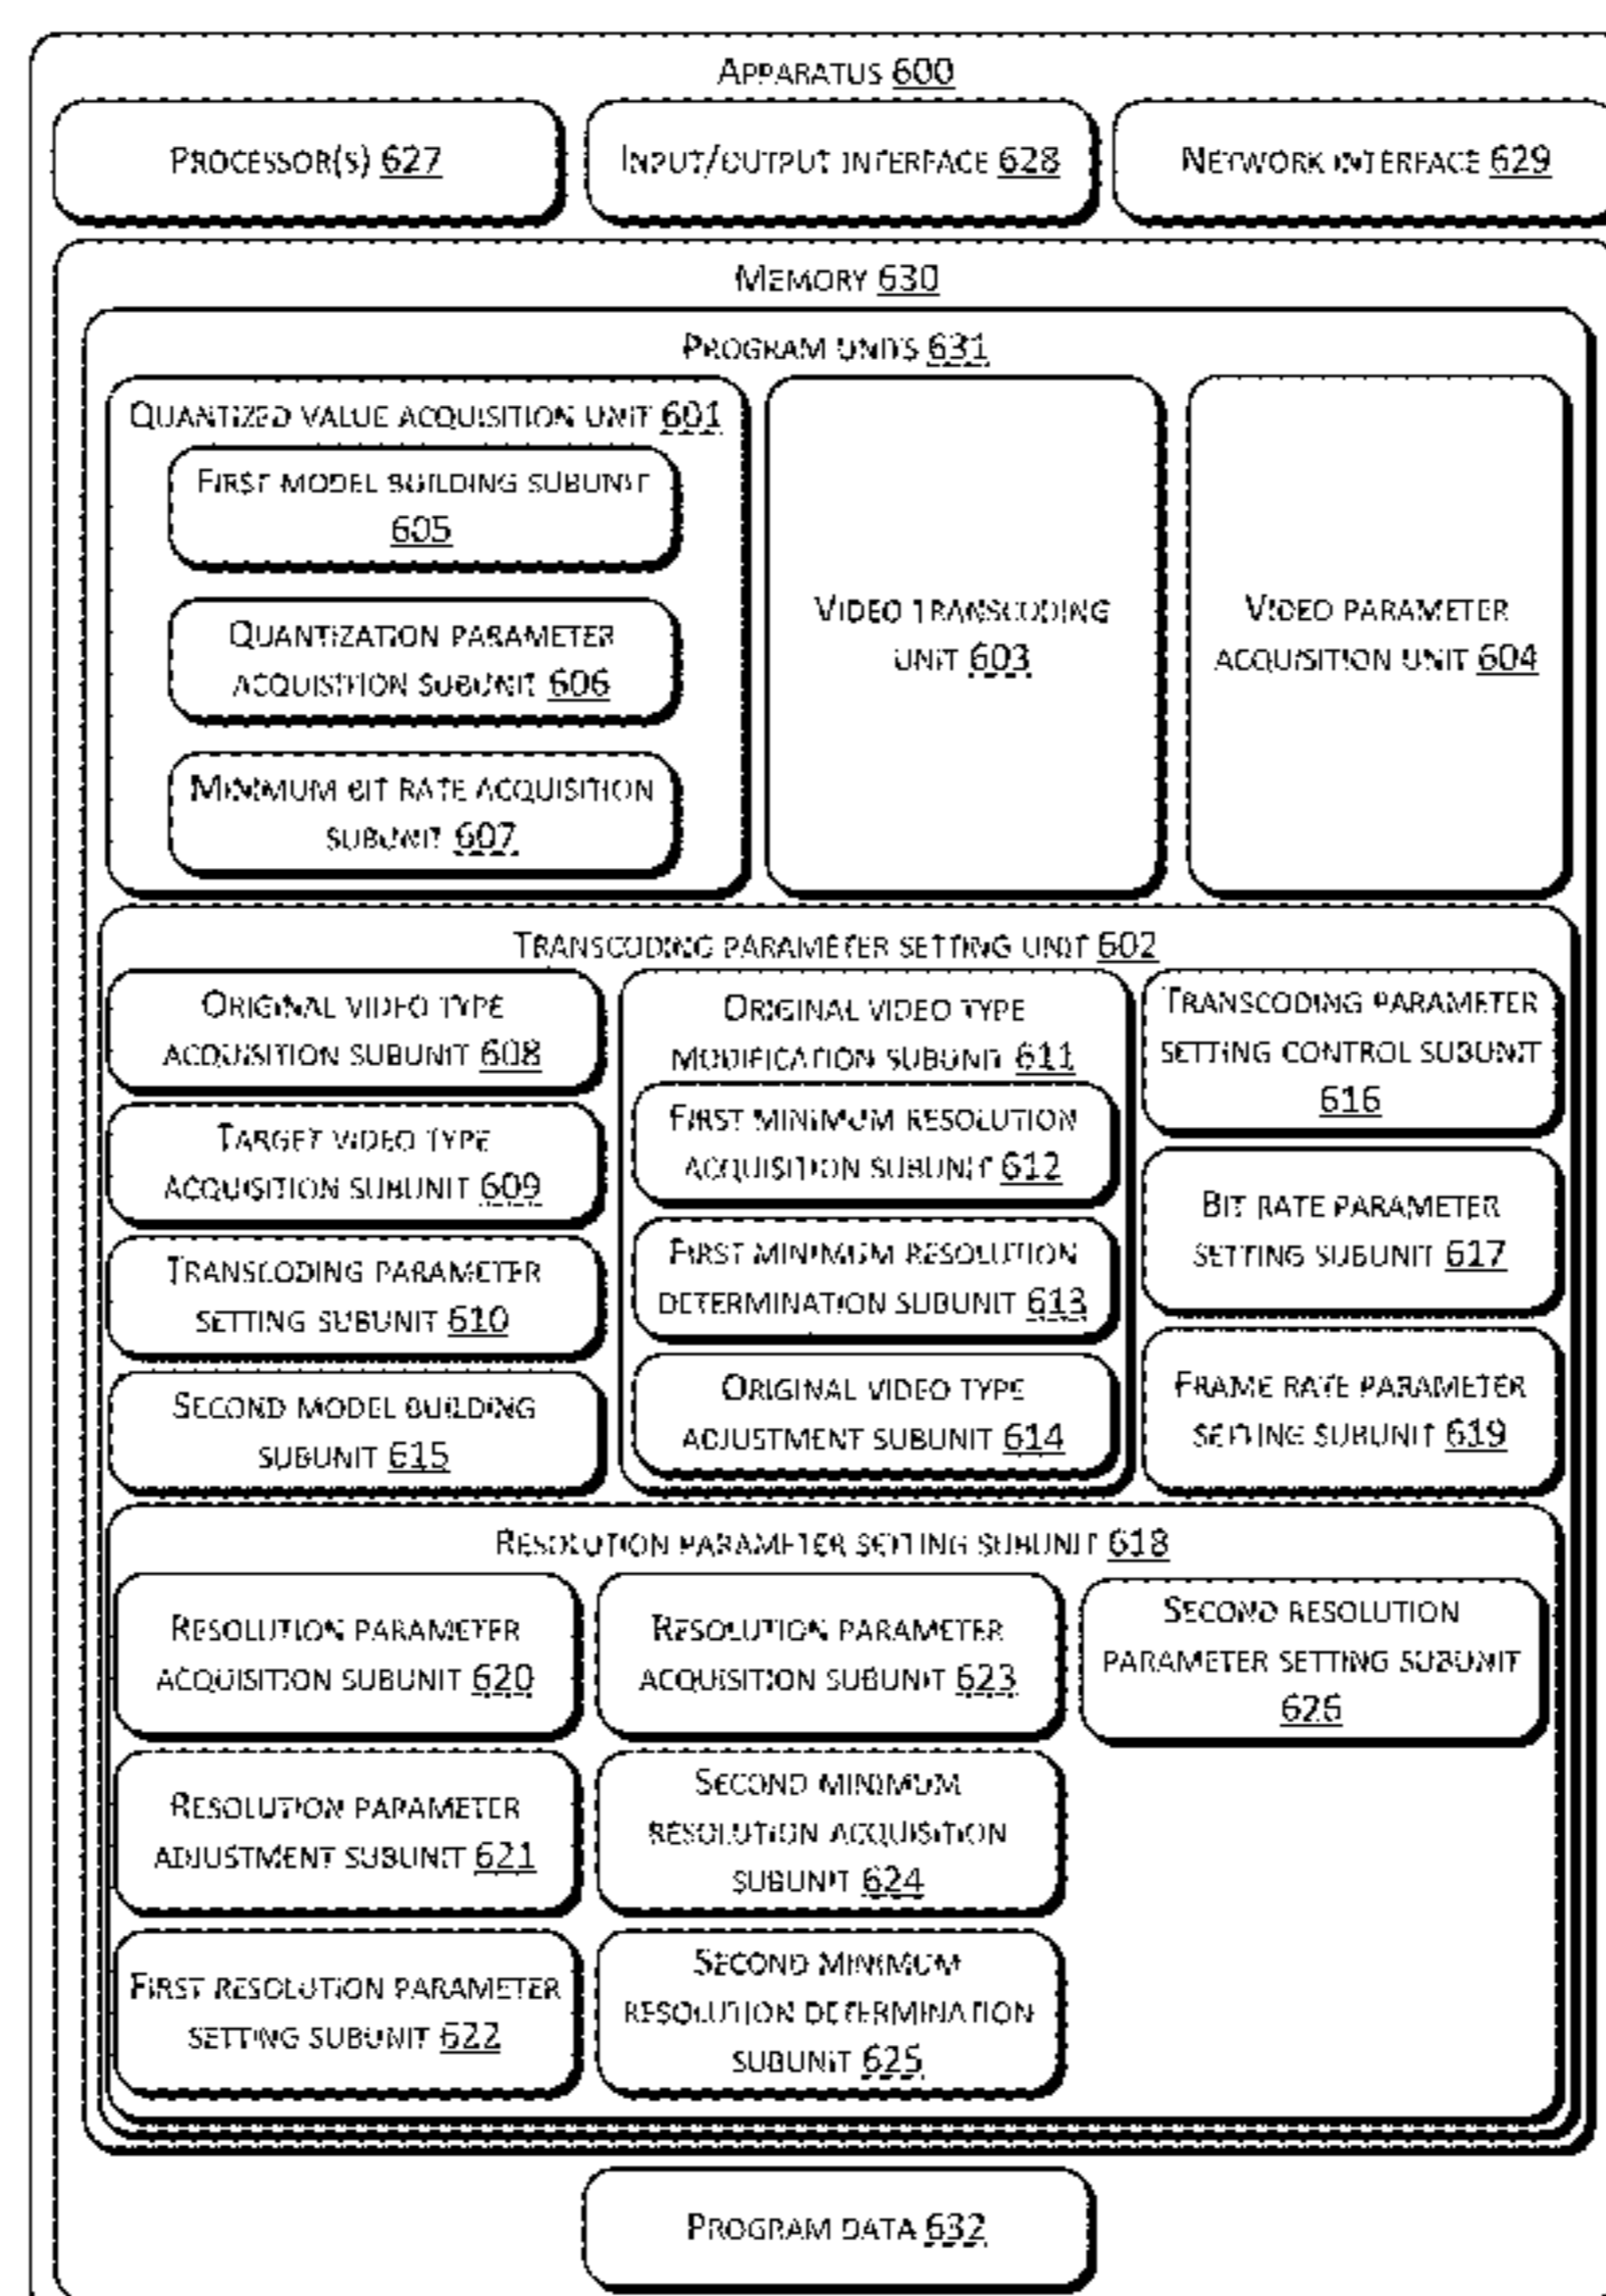 APPARATUS 600
PROCESSOR(S) 627
INPUT/OUTPUT INTERFACE 628
NETWORK INTERFACE 629
MEMORY 630
PROGRAM UNITS 631
QUANTIZED VALUE ACQUISITION UNIT 601
FIRST MODEL BUILDING SUBUNIT
605
QUANTIZATION PARAMETER
ACQUISITION SUBUNIT 606
MINIMUM BIT RATE ACQUISITION
SUBUNIT 607
VIDEO TRANSCODING
UNIT 603
VIDEO PARAMETER
ACQUISITION UNIT 604
TRANSCODING PARAMETER SETTING UNIT 602
ORIGINAL VIDEO TYPE
ACQUISITION SUBUNIT 608
TARGET VIDEO TYPE
ACQUISITION SUBUNIT 609
TRANSCODING PARAMETER
SETTING SUBUNIT 610
SECOND MODEL BUILDING
SUBUNIT 615
ORIGINAL VIDEO TYPE
MODIFICATION SUBUNIT 611
FIRST MINIMUM RESOLUTION
ACQUISITION SUBUNIT 612
FIRST MINIMUM RESOLUTION
DETERMINATION SUBUNIT 613
ORIGINAL VIDEO TYPE
ADJUSTMENT SUBUNIT 614
TRANSCODING PARAMETER
SETTING CONTROL SUBUNIT
616
BIT RATE PARAMETER
SETTING SUBUNIT 617
FRAME RATE PARAMETER
SETTING SUBUNIT 619
RESOLUTION PARAMETER SETTING SUBUNIT 618
RESOLUTION PARAMETER
ACQUISITION SUBUNIT 620
RESOLUTION PARAMETER
ADJUSTMENT SUBUNIT 621
FIRST RESOLUTION PARAMETER
SETTING SUBUNIT 622
RESOLUTION PARAMETER
ACQUISITION SUBUNIT 623
SECOND MINIMUM
RESOLUTION ACQUISITION
SUBUNIT 624
SECOND MINIMUM
RESOLUTION DETERMINATION
SUBUNIT 625
SECOND RESOLUTION
PARAMETER SETTING SUBUNIT
626
PROGRAM DATA 632